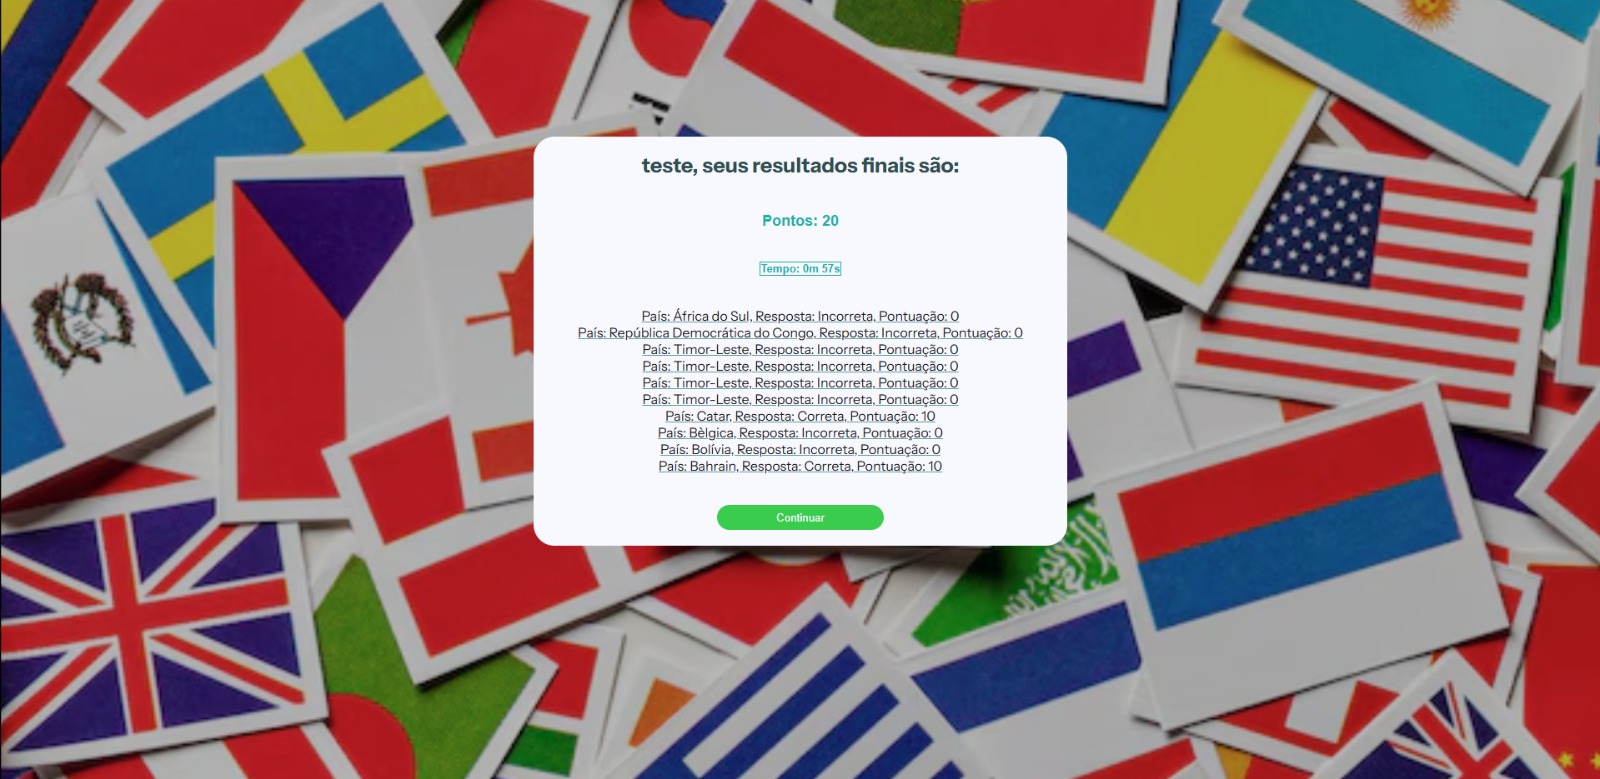 teste, seus resultados finais são:
Pontos: 20
Tempo: 0m 57s
País: África do Sul, Resposta: Incorreta, Pontuação: 0
País: República Democrática do Congo, Resposta: Incorreta, Pontuação: 0
País: Timor-Leste, Resposta: Incorreta, Pontuação: 0
País: Timor-Leste, Resposta: Incorreta, Pontuação: 0
País: Timor-Leste, Resposta: Incorreta, Pontuação: 0
País: Timor-Leste, Resposta: Incorreta, Pontuação: 0
País: Catar, Resposta: Correta, Pontuação: 10
País: Bèlgica, Resposta: Incorreta, Pontuação: 0
País: Bolívia, Resposta: Incorreta, Pontuação: 0
País: Bahrain, Resposta: Correta, Pontuação: 10
Continuar